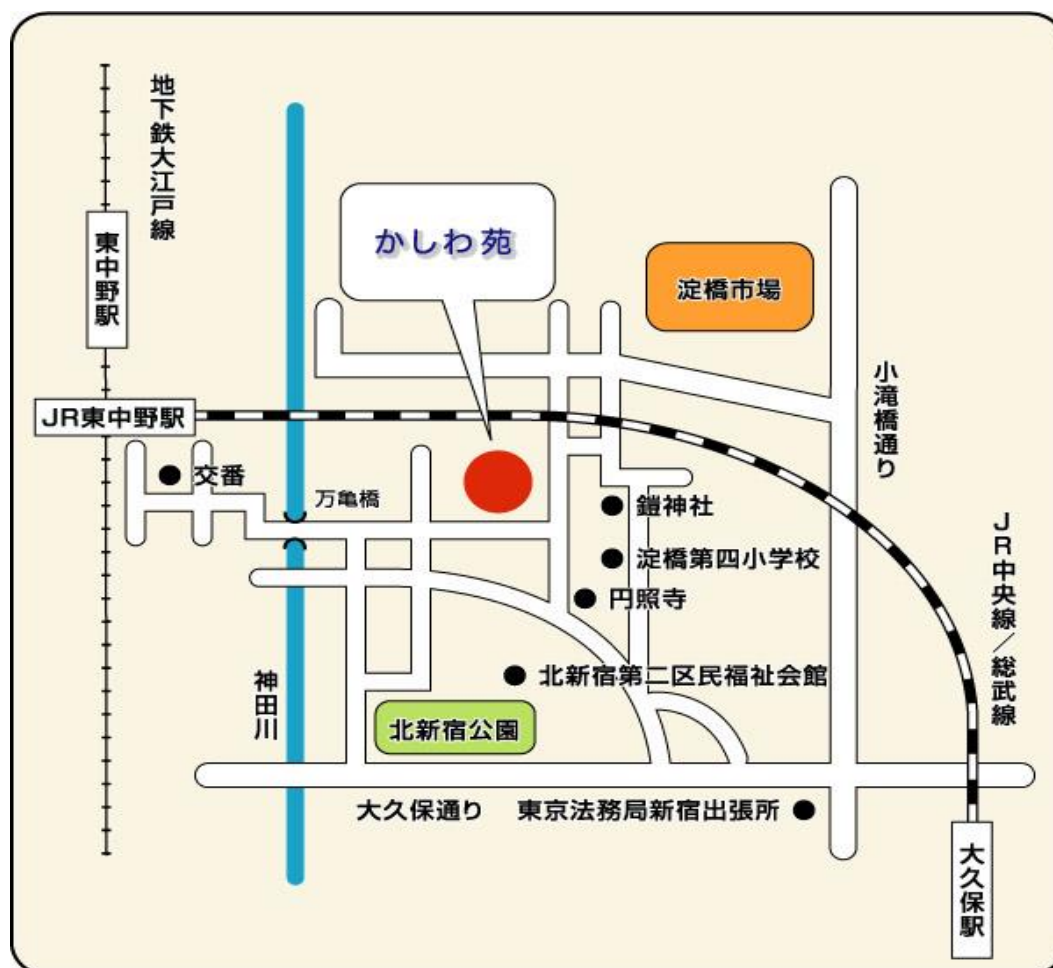 地下鉄大江戸線
東中野駅
かしわ苑
淀橋市場
小滝橋通り
JR東中野駅
交番
万亀橋
鎧神社
淀橋第四小学校
円照寺
JR中央線/総武線
神田川
北新宿第二区民福祉会館
北新宿公園
大久保通り
東京法務局新宿出張所
大久保駅